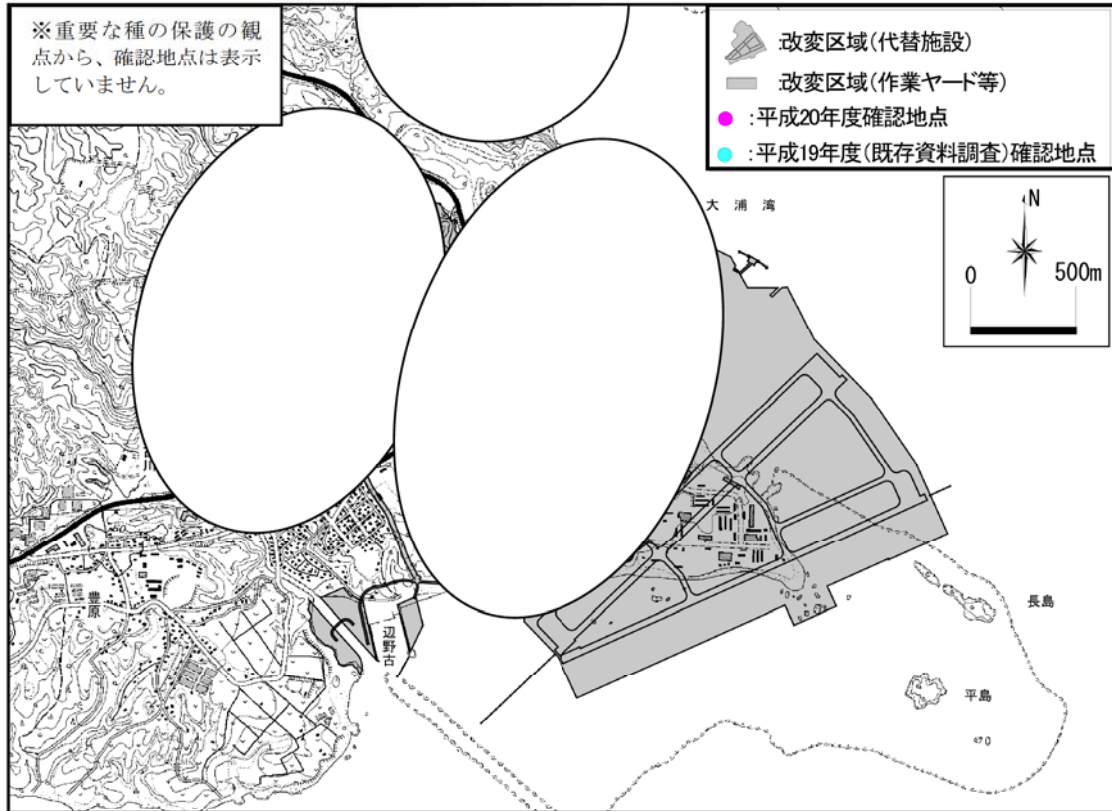 ※重要な種の保護の観
点から、確認地点は表示
していません。
:改変区域(代替施設)
:改変区域(作業ヤード等)
:平成20年度確認地点
:平成19年度(既存資料調査)確認地点
大浦湾
N
0 500m
豊原
辺野古
長島
平島